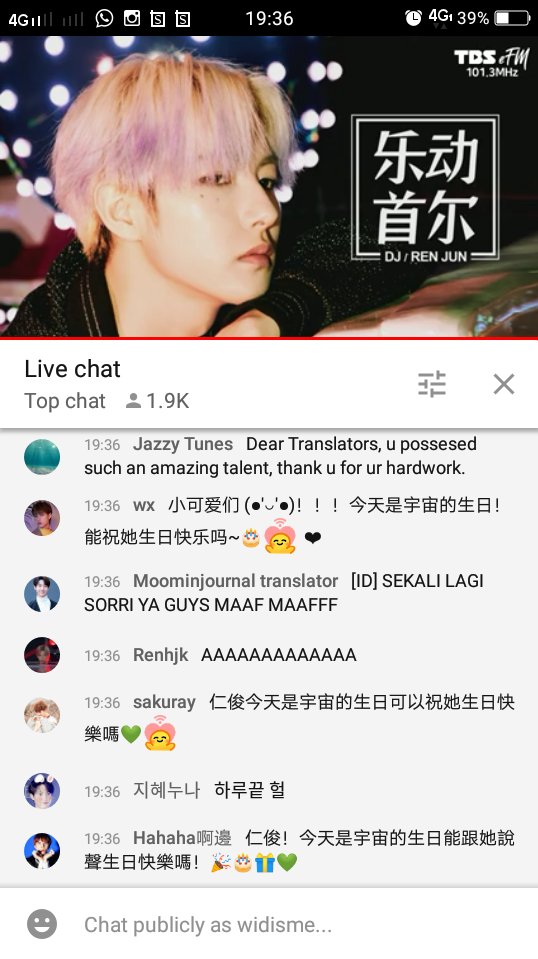 4G 19:36 4G 39%
TBS eFM
101.3MHz
乐动
首尔
DJ / REN JUN
Live chat
Top chat 1.9K
19:36 Jazzy Tunes Dear Translators, u possesed
such an amazing talent, thank u for ur hardwork.
19:36 wx 小可爱们 (๑'ᴗ'๑)！！！今天是宇宙的生日！
能祝她生日快乐吗~🎂 ❤
19:36 Moominjournal translator [ID] SEKALI LAGI
SORRI YA GUYS MAAF MAAFFF
19:36 Renhjk AAAAAAAAAAAAA
19:36 sakuray 仁俊今天是宇宙的生日可以祝她生日快
樂嗎💚
19:36 지혜누나 하루끝 헐
19:36 Hahaha啊邊 仁俊！今天是宇宙的生日能跟她說
聲生日快樂嗎！🎉🎂🎁💚
Chat publicly as widisme...